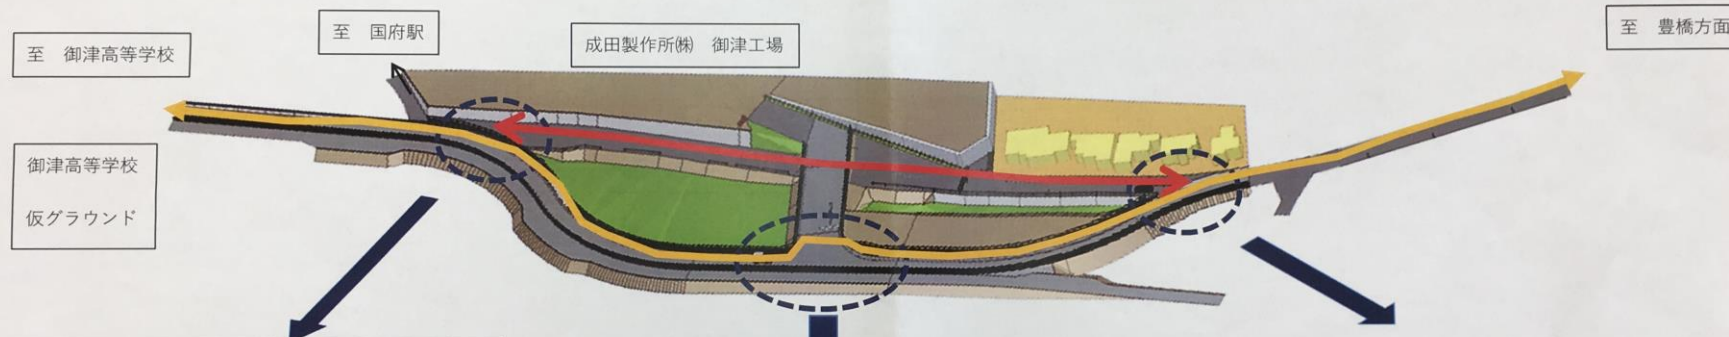 至　御津高等学校
至　国府駅
成田製作所㈱　御津工場
至　豊橋方面
御津高等学校
仮グラウンド